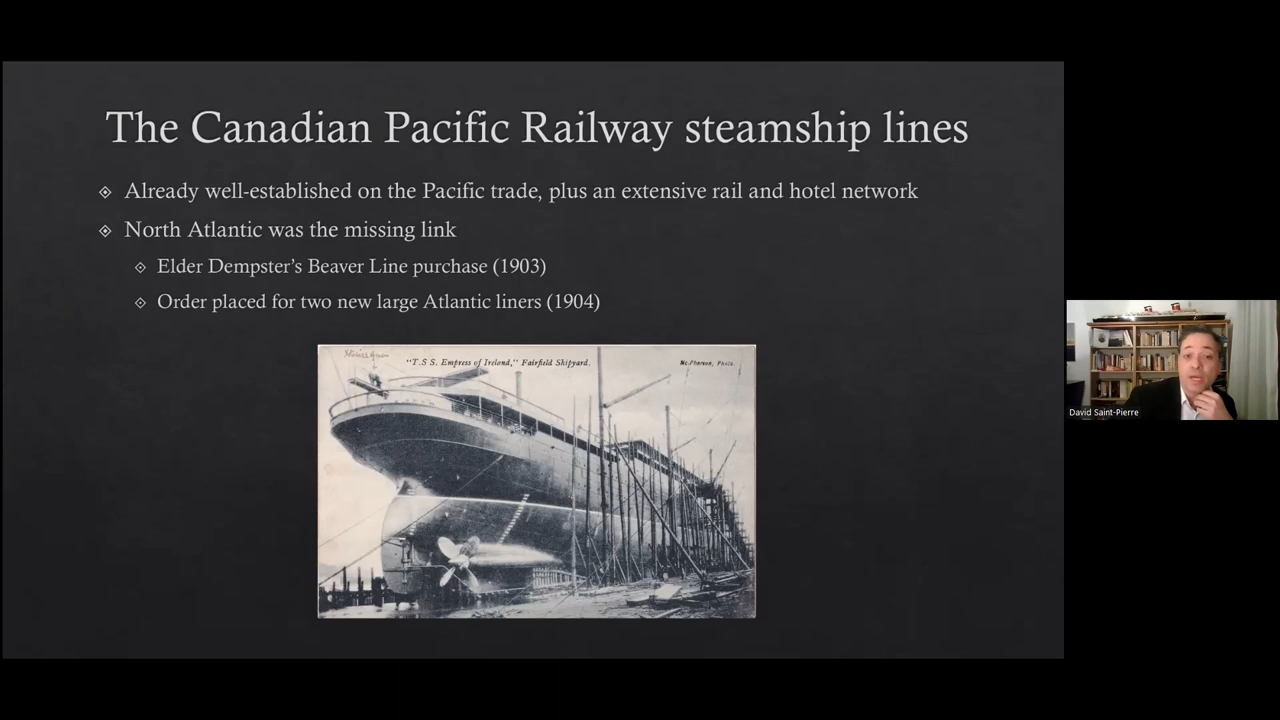 The Canadian Pacific Railway steamship lines
Already well-established on the Pacific trade, plus an extensive rail and hotel network
North Atlantic was the missing link
Elder Dempster’s Beaver Line purchase (1903)
Order placed for two new large Atlantic liners (1904)
"T.S S. Empress of Ireland," Fairfield Shipyard.
McPherson, Photo.
David Saint-Pierre